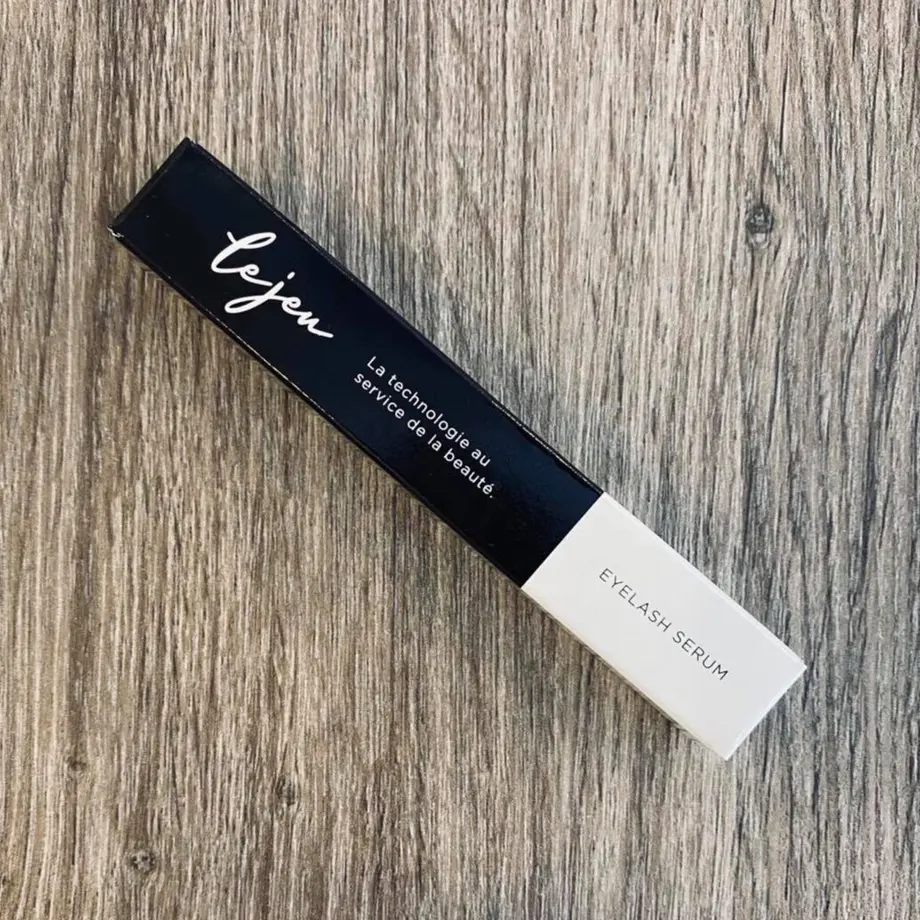 lejeu
La technologie au
service de la beauté.
EYELASH SERUM